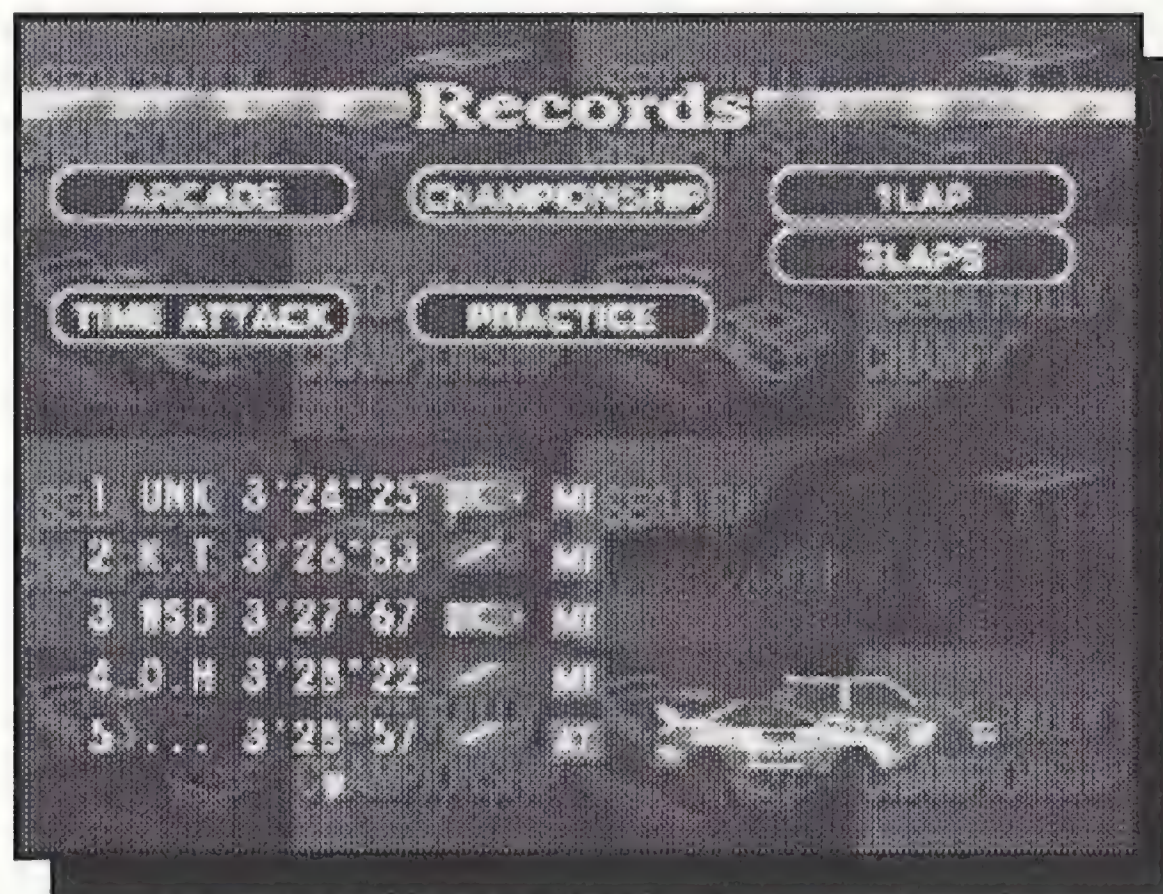 Records
ARCADE CHAMPIONSHIP 1LAP
3LAPS
TIME ATTACK PRACTICE
1 UNK 3'24"25 MT
2 K.T 3'26"53 MT
3 WSD 3'27"67 MT
4 O.H 3'28"22 MT
5 ... 3'28"57 AT